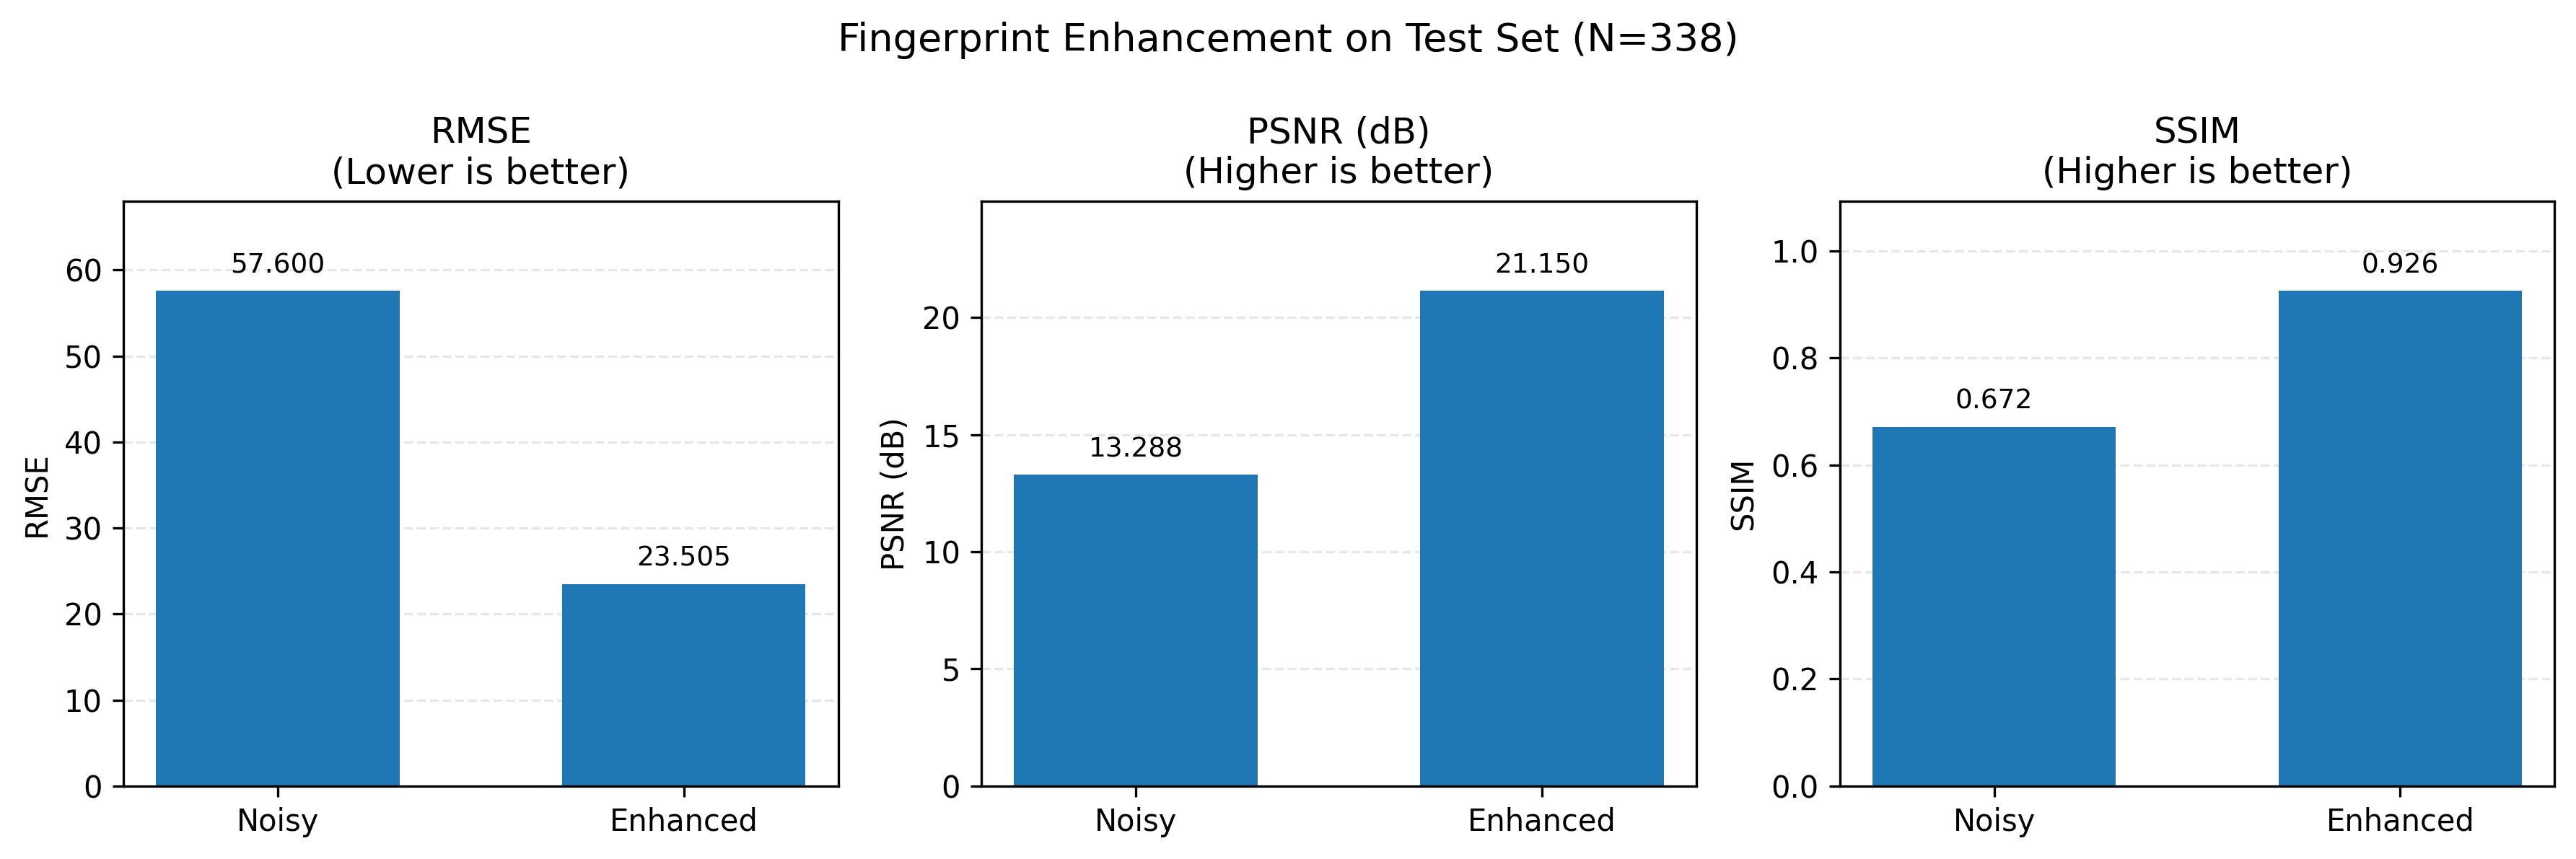 Fingerprint Enhancement on Test Set (N=338)
RMSE
(Lower is better)
RMSE
60
50
40
30
20
10
0
57.600
23.505
Noisy
Enhanced
PSNR (dB)
(Higher is better)
PSNR (dB)
20
15
10
5
0
13.288
21.150
Noisy
Enhanced
SSIM
(Higher is better)
SSIM
1.0
0.8
0.6
0.4
0.2
0.0
0.672
0.926
Noisy
Enhanced